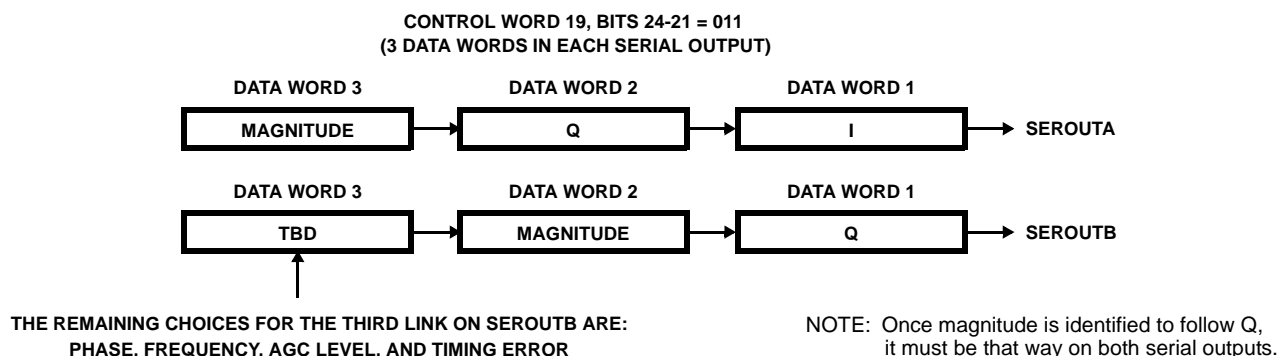 CONTROL WORD 19, BITS 24-21 = 011
(3 DATA WORDS IN EACH SERIAL OUTPUT)
DATA WORD 3 DATA WORD 2 DATA WORD 1
MAGNITUDE Q I SEROUTA
DATA WORD 3 DATA WORD 2 DATA WORD 1
TBD MAGNITUDE Q SEROUTB
THE REMAINING CHOICES FOR THE THIRD LINK ON SEROUTB ARE:
PHASE, FREQUENCY, AGC LEVEL, AND TIMING ERROR
NOTE: Once magnitude is identified to follow Q,
it must be that way on both serial outputs.